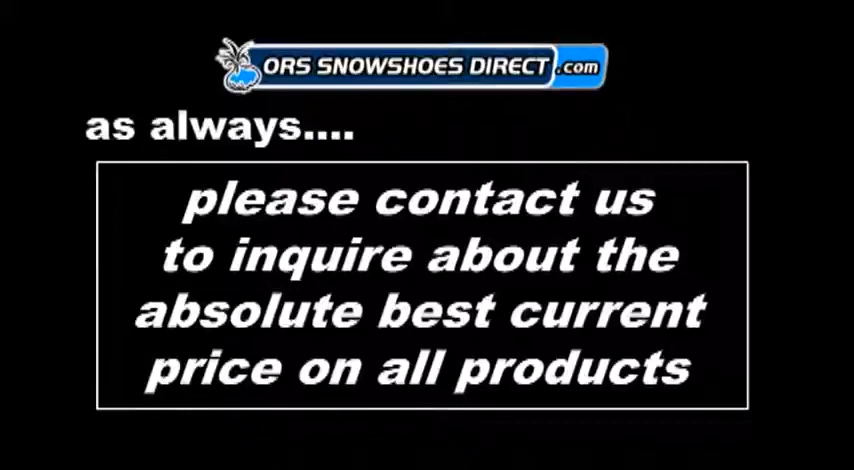 ORS SNOWSHOES DIRECT.com
as always....
please contact us
to inquire about the
absolute best current
price on all products